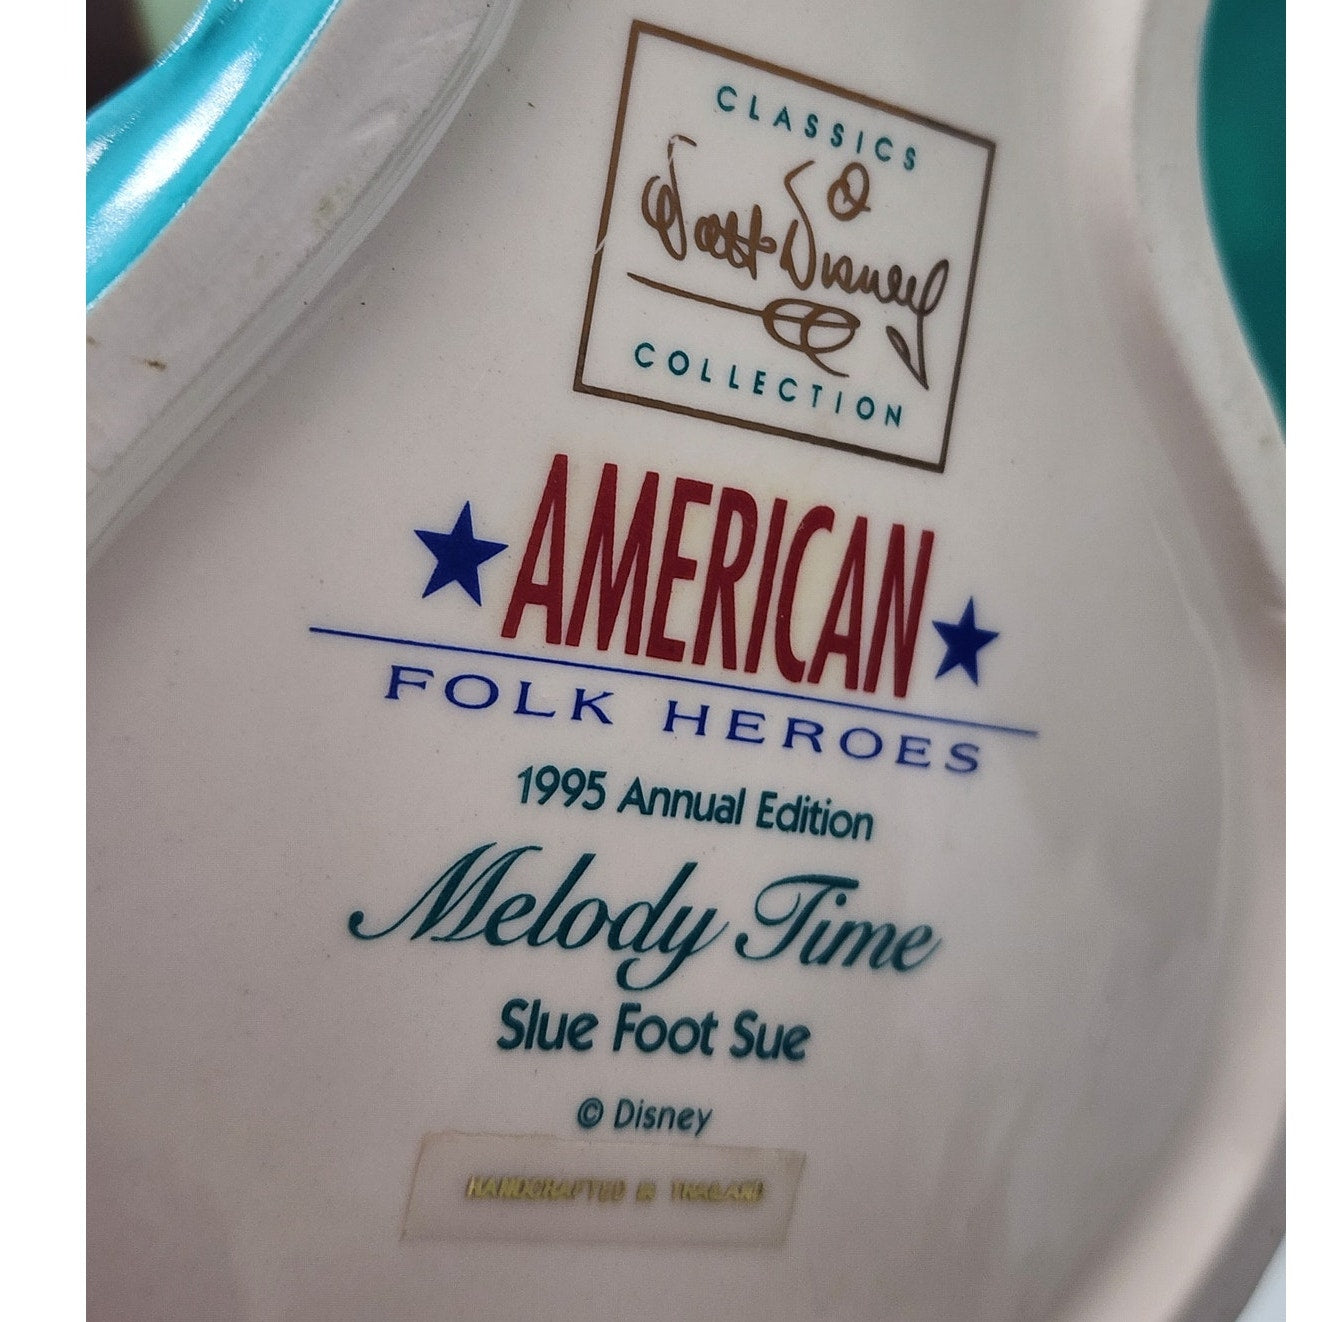 CLASSICS
Walt Disney
COLLECTION
AMERICAN
FOLK HEROES
1995 Annual Edition
Melody Time
Slue Foot Sue
© Disney
HANDCRAFTED IN THAILAND